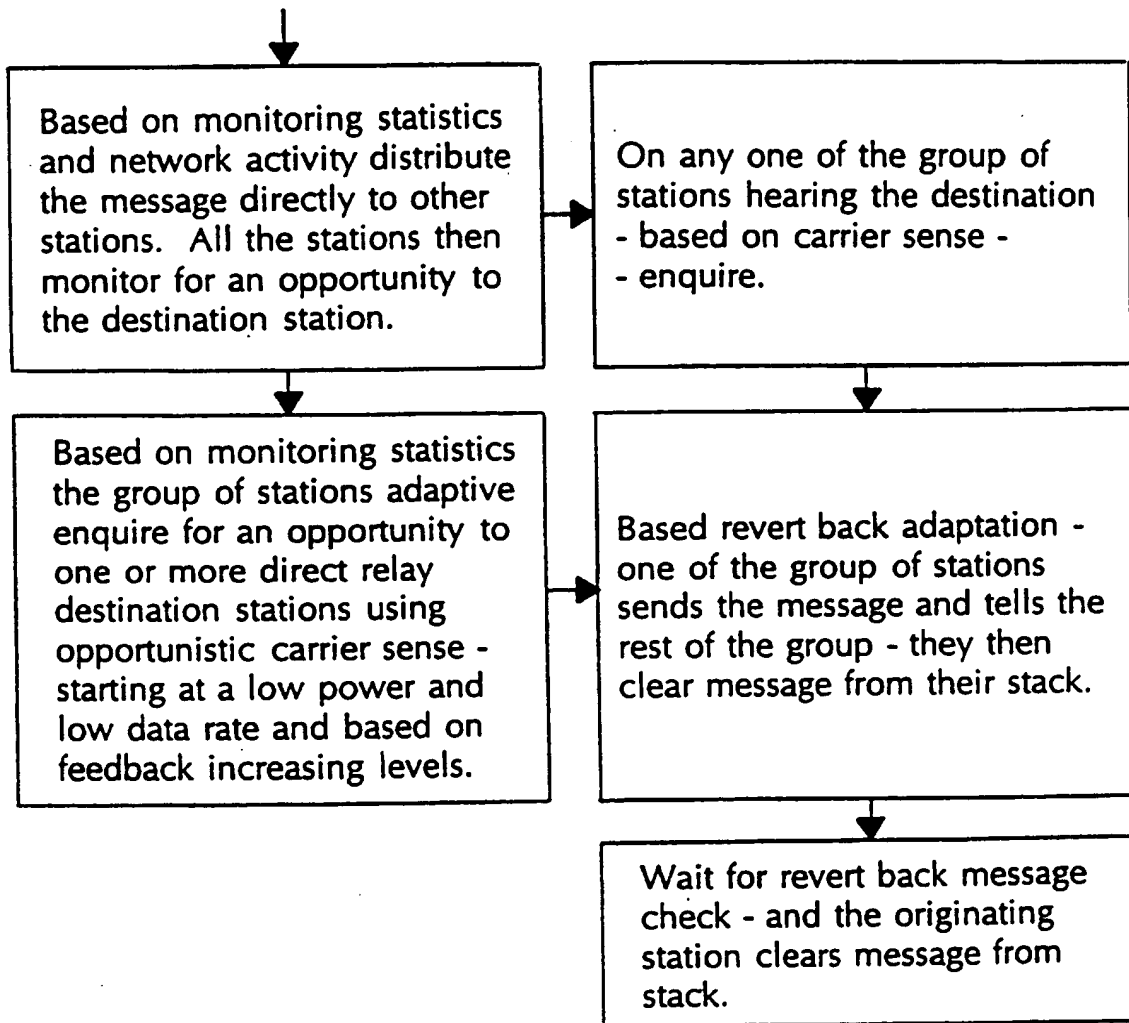 Based on monitoring statistics
and network activity distribute
the message directly to other
stations. All the stations then
monitor for an opportunity to
the destination station.
On any one of the group of
stations hearing the destination
- based on carrier sense -
- enquire.
Based on monitoring statistics
the group of stations adaptive
enquire for an opportunity to
one or more direct relay
destination stations using
opportunistic carrier sense -
starting at a low power and
low data rate and based on
feedback increasing levels.
Based revert back adaptation -
one of the group of stations
sends the message and tells the
rest of the group - they then
clear message from their stack.
Wait for revert back message
check - and the originating
station clears message from
stack.